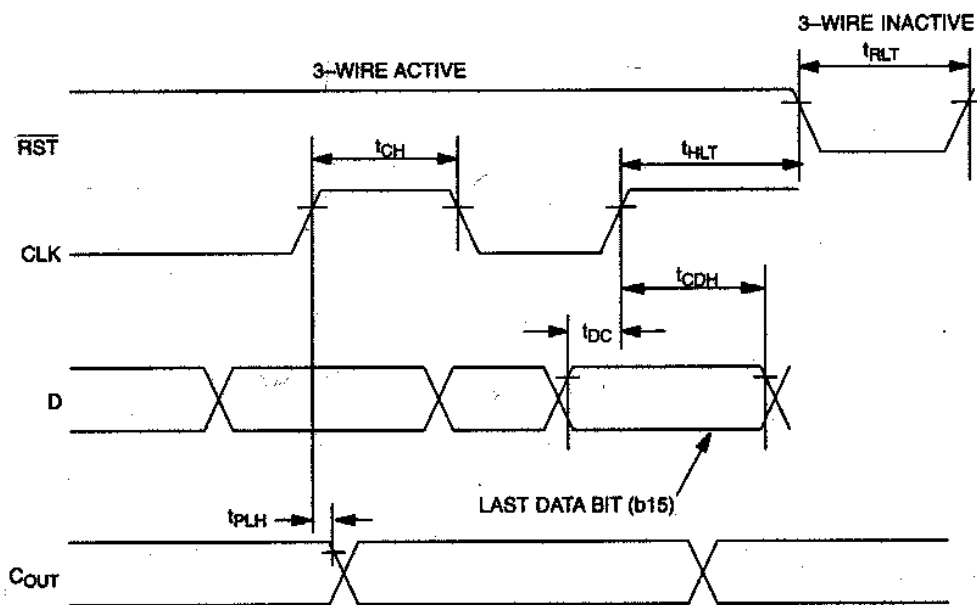 3–WIRE INACTIVE
tRLT
3–WIRE ACTIVE
RST
tCH
tHLT
CLK
tCDH
tDC
D
LAST DATA BIT (b15)
tPLH
COUT